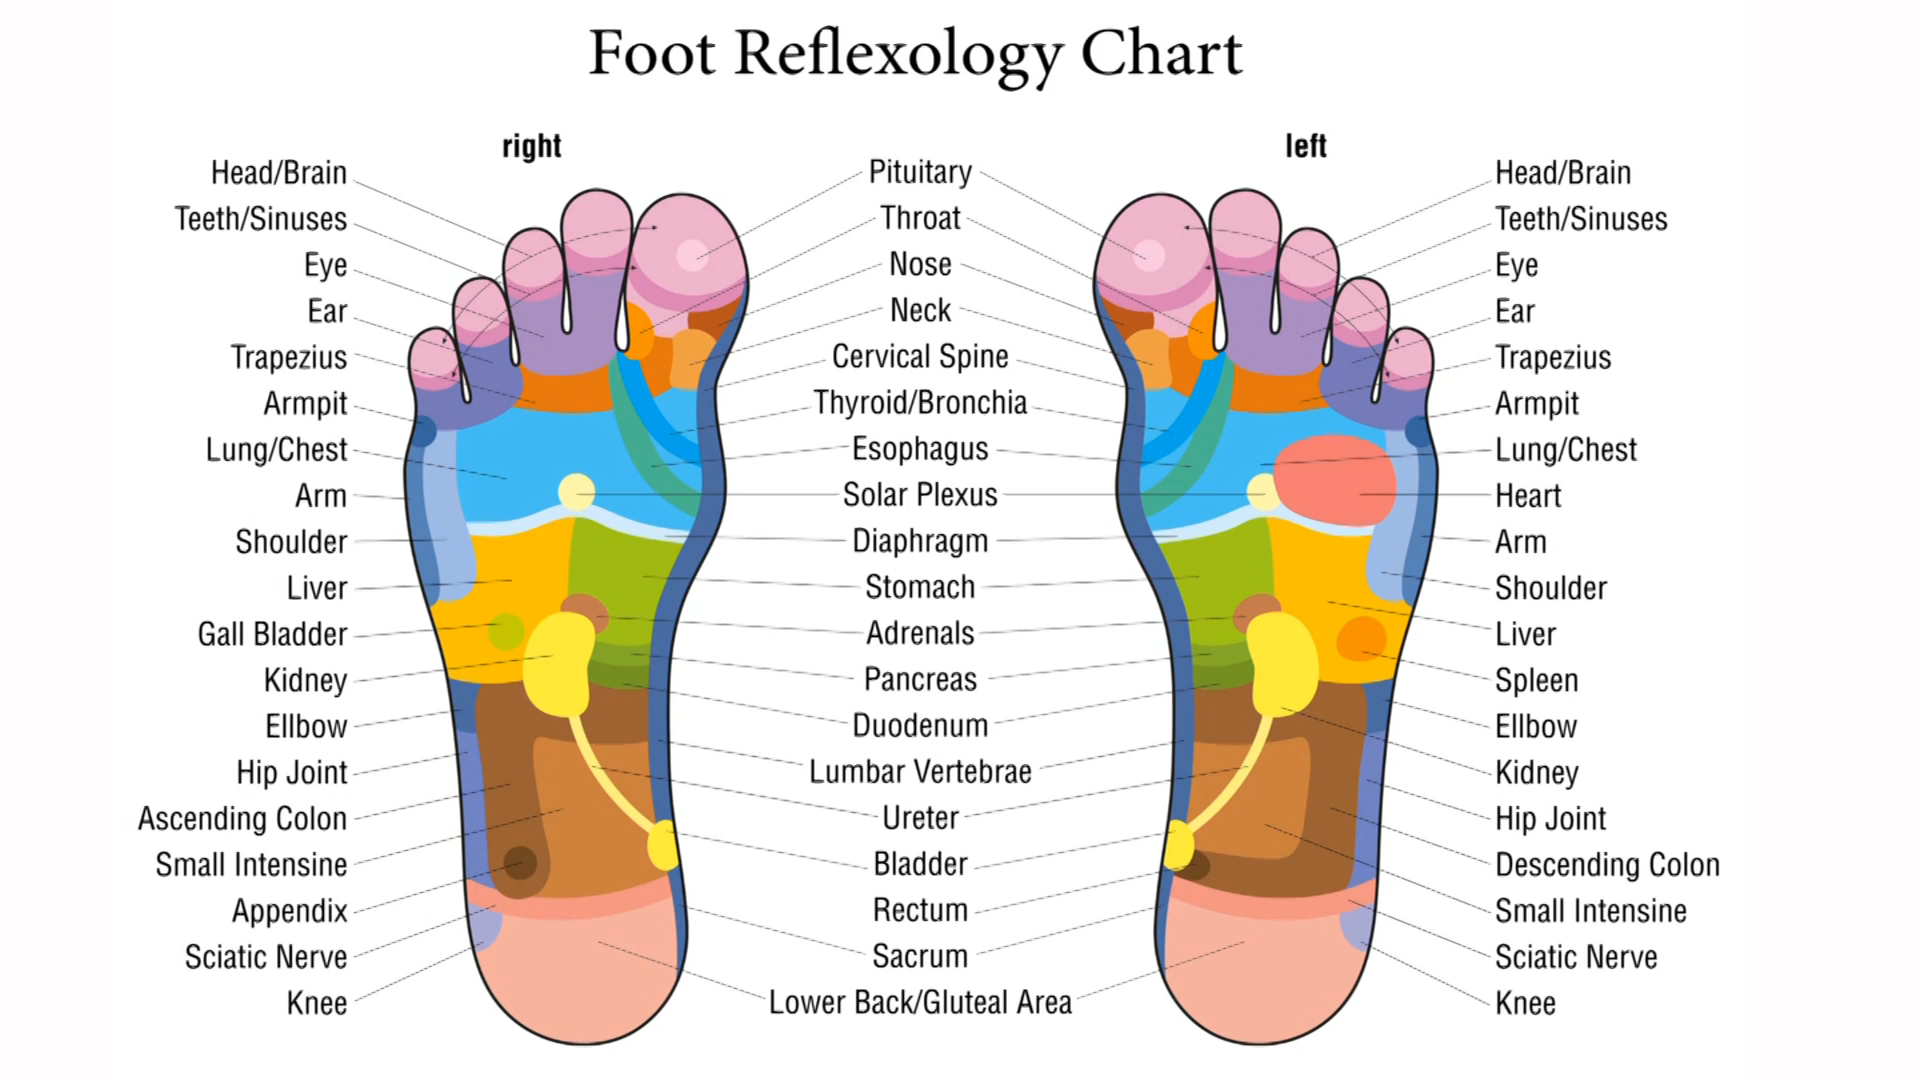 Foot Reflexology Chart
right
left
Head/Brain
Teeth/Sinuses
Eye
Ear
Trapezius
Armpit
Lung/Chest
Arm
Shoulder
Liver
Gall Bladder
Kidney
Ellbow
Hip Joint
Ascending Colon
Small Intensine
Appendix
Sciatic Nerve
Knee
Pituitary
Throat
Nose
Neck
Cervical Spine
Thyroid/Bronchia
Esophagus
Solar Plexus
Diaphragm
Stomach
Adrenals
Pancreas
Duodenum
Lumbar Vertebrae
Ureter
Bladder
Rectum
Sacrum
Lower Back/Gluteal Area
Head/Brain
Teeth/Sinuses
Eye
Ear
Trapezius
Armpit
Lung/Chest
Heart
Arm
Shoulder
Liver
Spleen
Ellbow
Kidney
Hip Joint
Descending Colon
Small Intensine
Sciatic Nerve
Knee